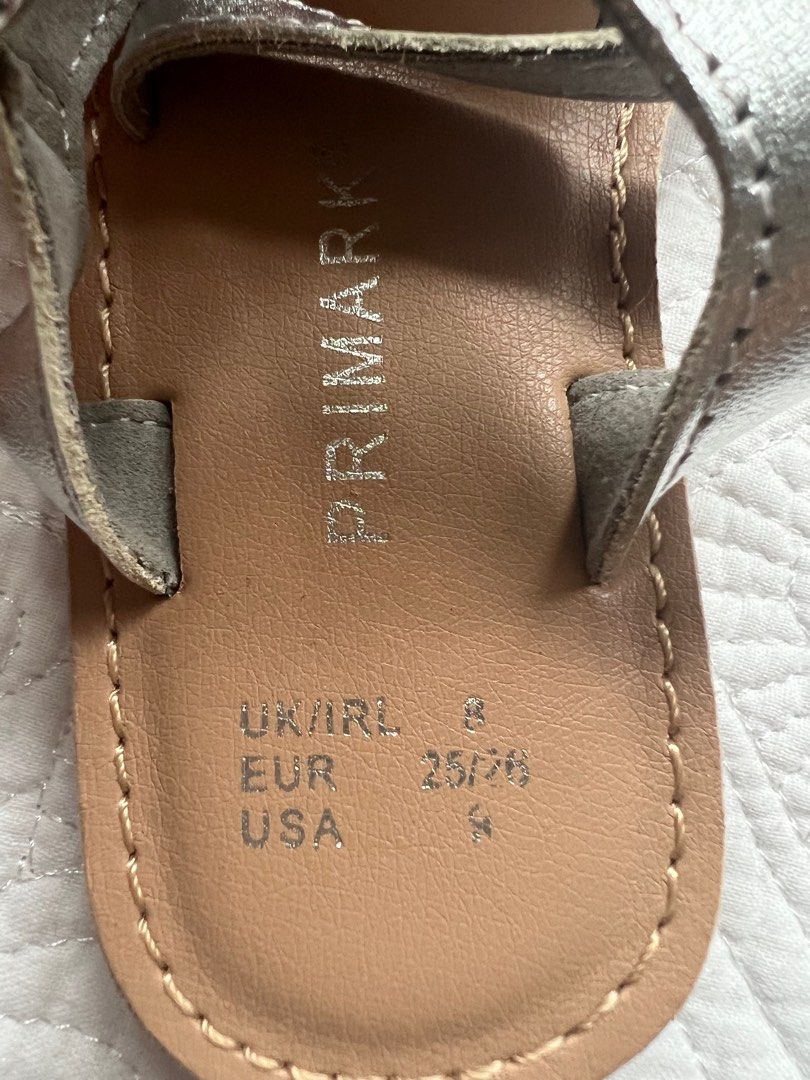 PRIMARK
UK/IRL 8
EUR 25/26
USA 9